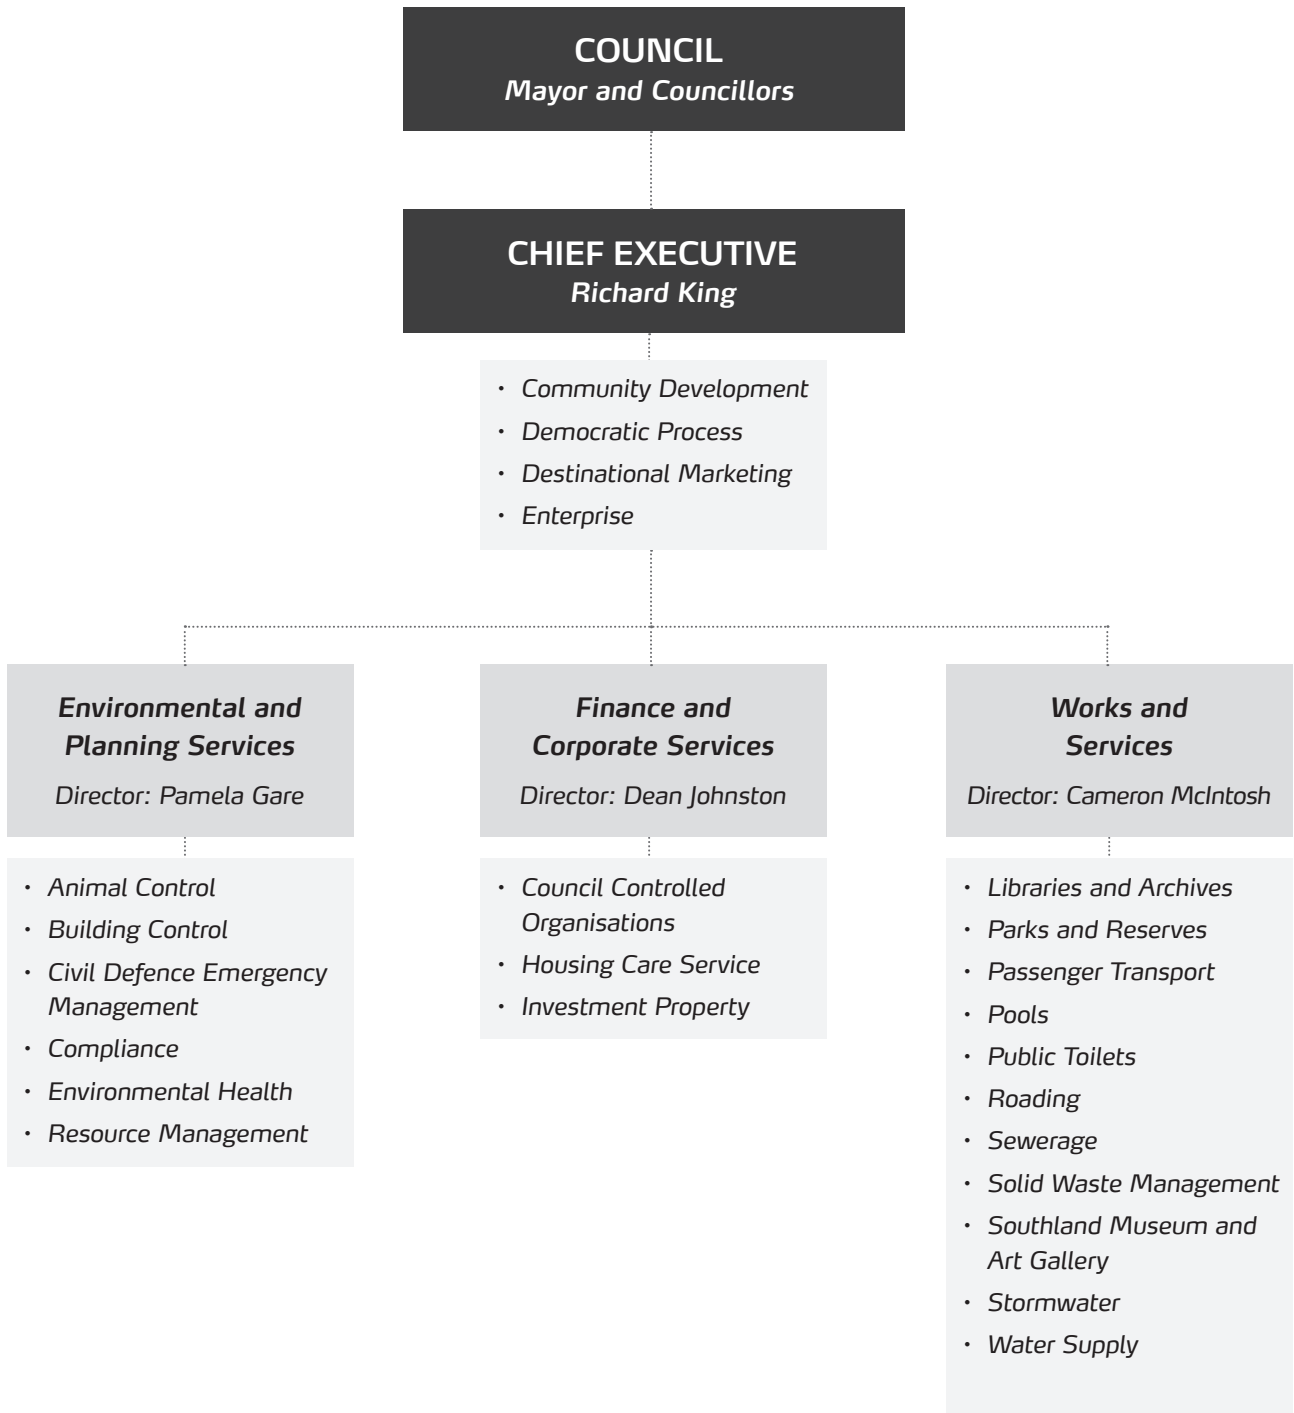 COUNCIL
Mayor and Councillors
CHIEF EXECUTIVE
Richard King
• Community Development
• Democratic Process
• Destinational Marketing
• Enterprise
Environmental and
Planning Services
Director: Pamela Gare
• Animal Control
• Building Control
• Civil Defence Emergency
Management
• Compliance
• Environmental Health
• Resource Management
Finance and
Corporate Services
Director: Dean Johnston
• Council Controlled
Organisations
• Housing Care Service
• Investment Property
Works and
Services
Director: Cameron McIntosh
• Libraries and Archives
• Parks and Reserves
• Passenger Transport
• Pools
• Public Toilets
• Roading
• Sewerage
• Solid Waste Management
• Southland Museum and
Art Gallery
• Stormwater
• Water Supply